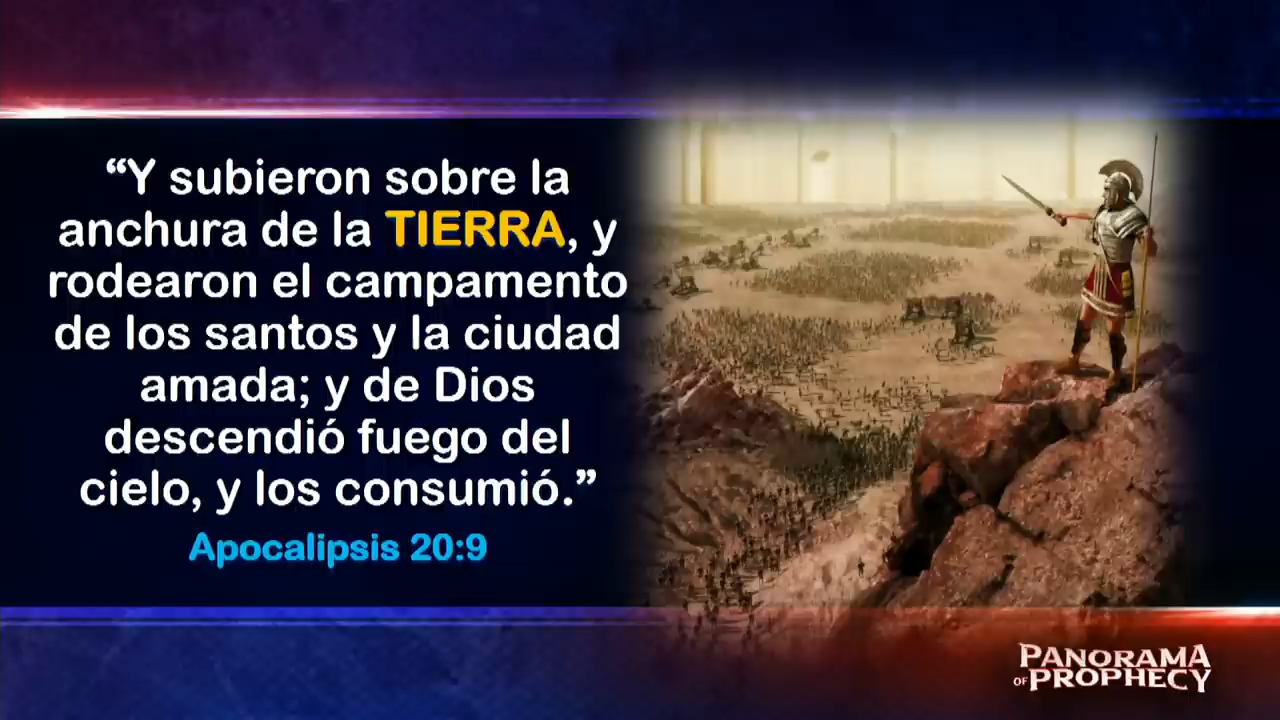 “Y subieron sobre la
anchura de la TIERRA, y
rodearon el campamento
de los santos y la ciudad
amada; y de Dios
descendió fuego del
cielo, y los consumió.”
Apocalipsis 20:9
PANORAMA
OF PROPHECY